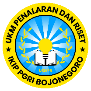 UKM PENALARAN DAN RISET
IKIP PGRI BOJONEGORO